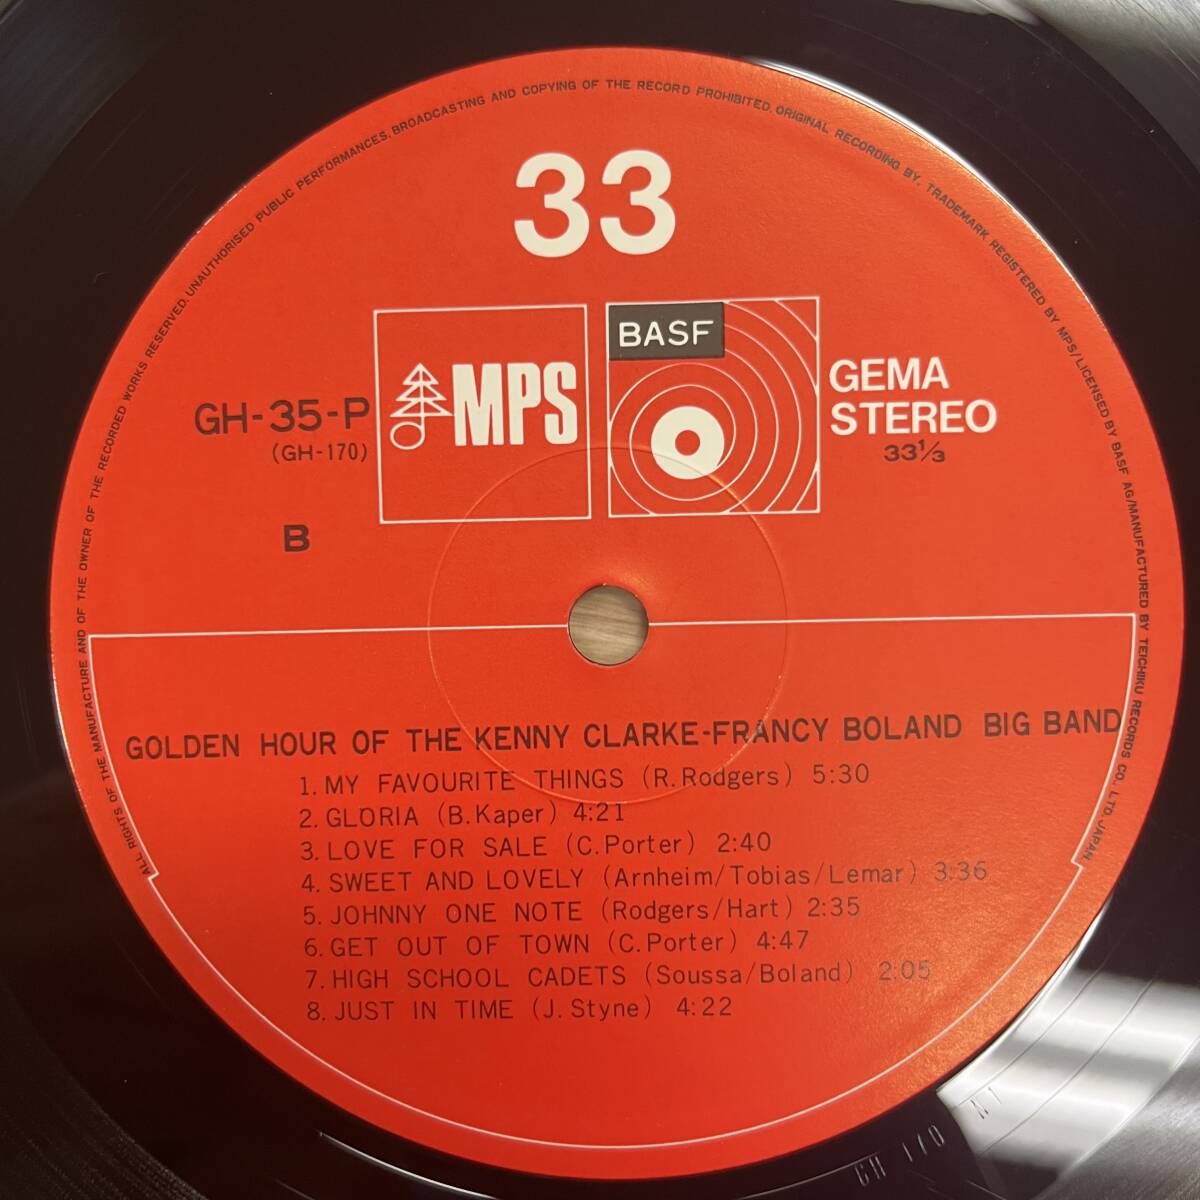 ALL RIGHTS OF THE MANUFACTURE AND OF THE OWNER OF THE RECORDED WORKS RESERVED. UNAUTHORISED PUBLIC PERFORMANCES. BROADCASTING AND COPYING OF THE RECORD PROHIBITED. ORIGINAL RECORDING BY. TRADEMARK REGISTERED BY MPS/LICENSED BY BASF AG/MANUFACTURED BY TEICHIKU RECORDS CO., LTD. JAPAN.
33
GH-35-P
(GH-170)
MPS
BASF
GEMA
STEREO
33⅓
B
GOLDEN HOUR OF THE KENNY CLARKE-FRANCY BOLAND BIG BAND
1. MY FAVOURITE THINGS (R. Rodgers) 5:30
2. GLORIA (B. Kaper) 4:21
3. LOVE FOR SALE (C. Porter) 2:40
4. SWEET AND LOVELY (Arnheim/Tobias/Lemar) 3:36
5. JOHNNY ONE NOTE (Rodgers/Hart) 2:35
6. GET OUT OF TOWN (C. Porter) 4:47
7. HIGH SCHOOL CADETS (Soussa/Boland) 2:05
8. JUST IN TIME (J. Styne) 4:22
GH 170